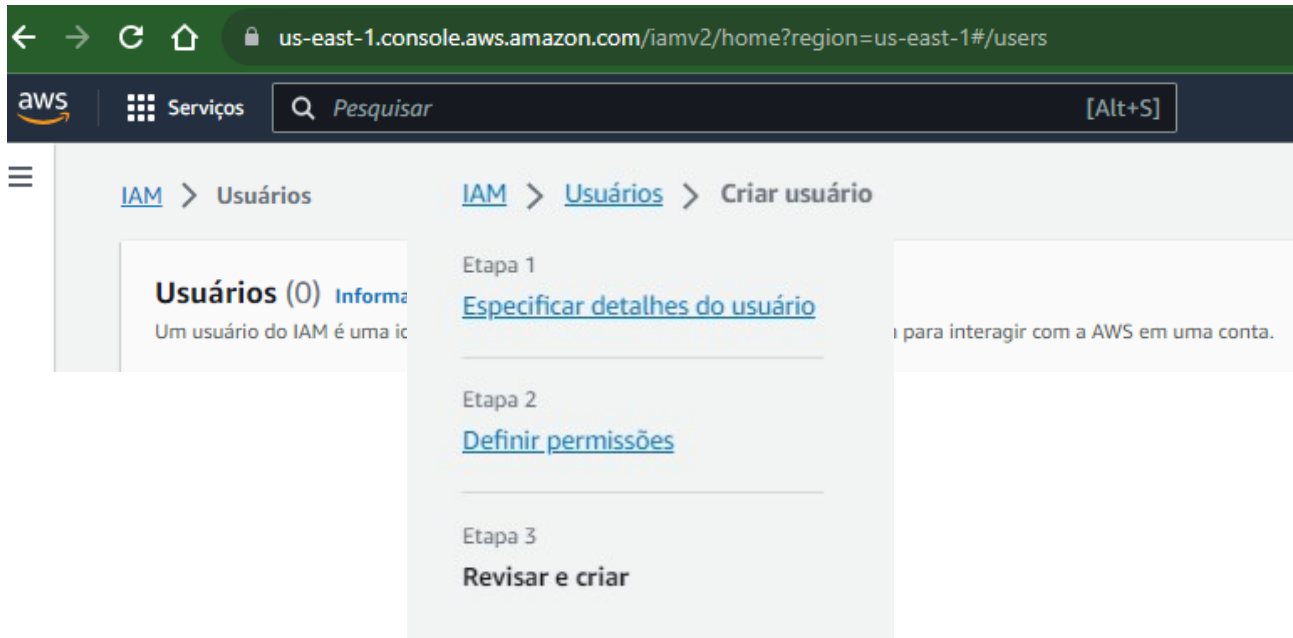 us-east-1.console.aws.amazon.com/iamv2/home?region=us-east-1#/users
aws Serviços Pesquisar [Alt+S]
IAM > Usuários
IAM > Usuários > Criar usuário
Usuários (0)
Um usuário do IAM é uma
para interagir com a AWS em uma conta.
Etapa 1
Especificar detalhes do usuário
Etapa 2
Definir permissões
Etapa 3
Revisar e criar